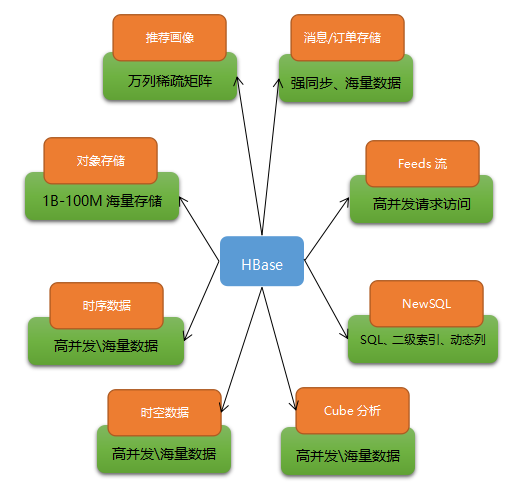 推荐画像
万列稀疏矩阵
消息/订单存储
强同步、海量数据
对象存储
1B-100M 海量存储
Feeds 流
高并发请求访问
HBase
时序数据
高并发\海量数据
NewSQL
SQL、二级索引、动态列
时空数据
高并发\海量数据
Cube 分析
高并发\海量数据